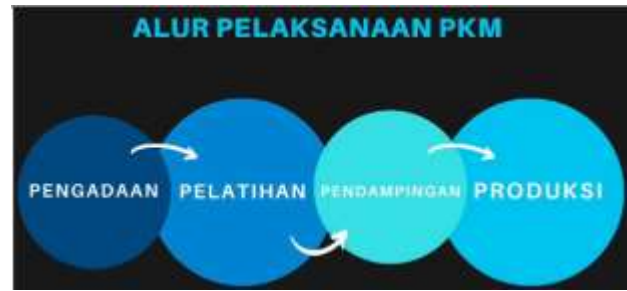 ALUR PELAKSANAAN PKM
PENGADAAN
PELATIHAN
PENDAMPINGAN
PRODUKSI